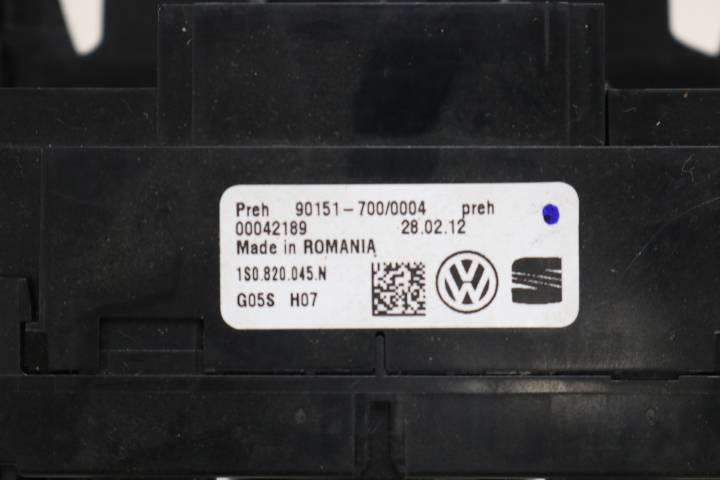 Preh 90151-700/0004 preh
00042189 28.02.12
Made in ROMANIA
1S0.820.045.N
G05S H07